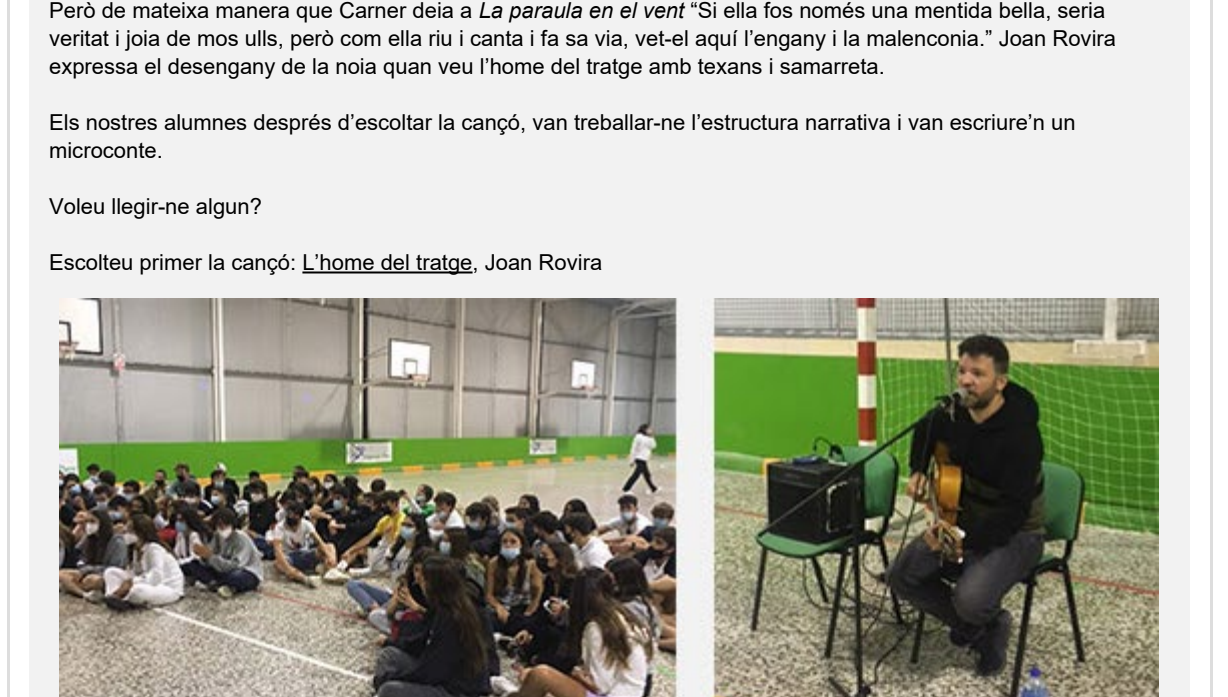 Però de mateixa manera que Carner deia a La paraula en el vent “Si ella fos només una mentida bella, seria
veritat i joia de mos ulls, però com ella riu i canta i fa sa via, vet-el aquí l’engany i la malenconia.” Joan Rovira
expressa el desengany de la noia quan veu l’home del tratge amb texans i samarreta.
Els nostres alumnes després d’escoltar la cançó, van treballar-ne l’estructura narrativa i van escriure’n un
microconte.
Voleu llegir-ne algun?
Escolteu primer la cançó: L’home del tratge, Joan Rovira